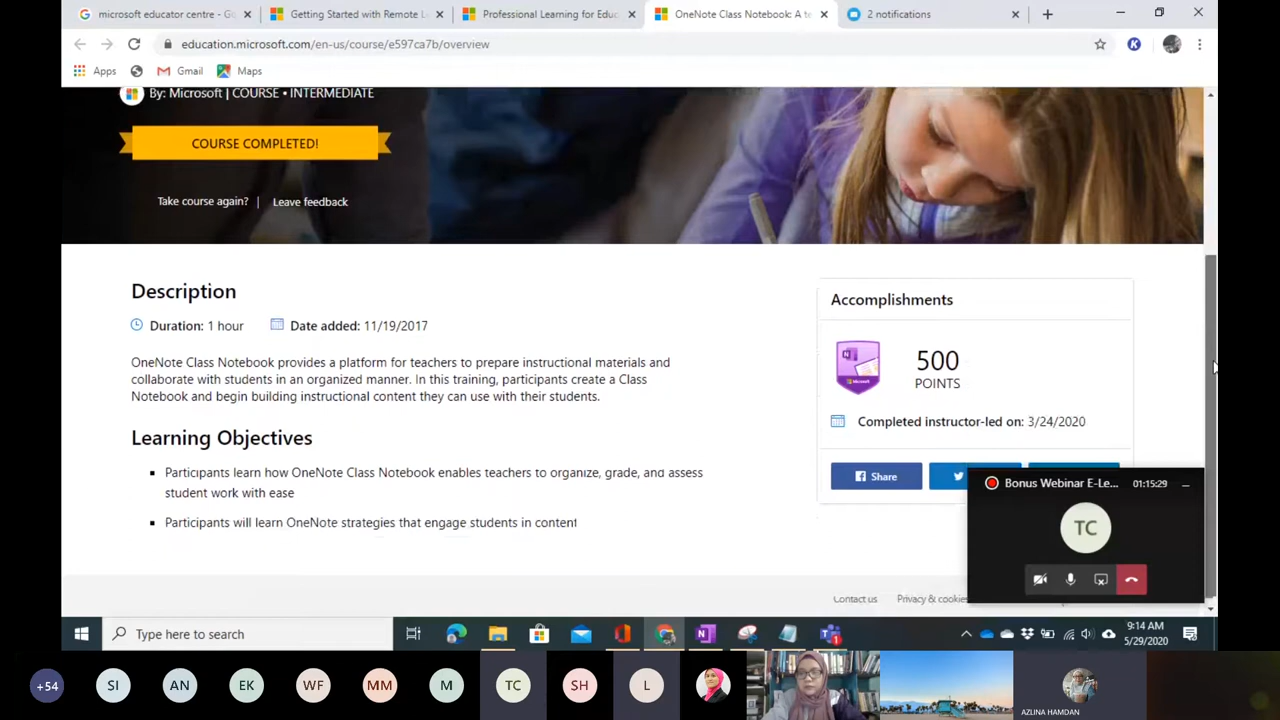 microsoft educator centre - G
Getting Started with Remote L
Professional Learning for Educ
OneNote Class Notebook: A te
2 notifications
education.microsoft.com/en-us/course/e597ca7b/overview
K
Apps
Gmail
Maps
By: Microsoft | COURSE • INTERMEDIATE
COURSE COMPLETED!
Take course again? | Leave feedback
Description
Duration: 1 hour
Date added: 11/19/2017
OneNote Class Notebook provides a platform for teachers to prepare instructional materials and
collaborate with students in an organized manner. In this training, participants create a Class
Notebook and begin building instructional content they can use with their students.
Learning Objectives
Participants learn how OneNote Class Notebook enables teachers to organize, grade, and assess
student work with ease
Participants will learn OneNote strategies that engage students in content
Accomplishments
500
POINTS
Completed instructor-led on: 3/24/2020
Share
Bonus Webinar E-Le...
01:15:29
TC
Contact us
Privacy & cookies
Type here to search
9:14 AM
5/29/2020
+54
SI
AN
EK
WF
MM
M
TC
SH
L
AZLINA HAMDAN